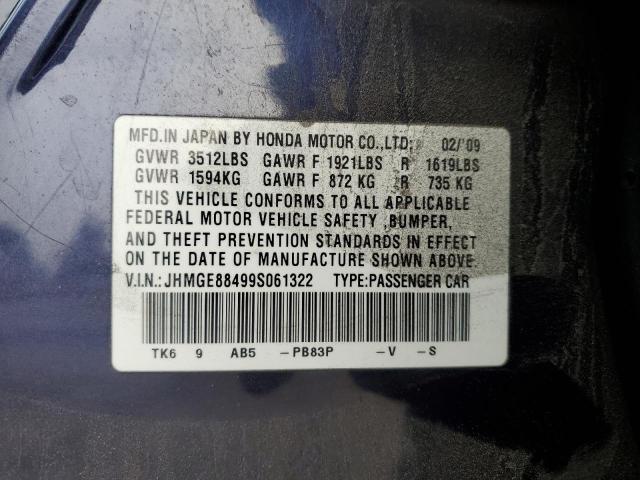 MFD.IN JAPAN BY HONDA MOTOR CO.,LTD. 02/'09
GVWR 3512LBS GAWR F 1921LBS R 1619LBS
GVWR 1594KG GAWR F 872 KG R 735 KG
THIS VEHICLE CONFORMS TO ALL APPLICABLE
FEDERAL MOTOR VEHICLE SAFETY ,BUMPER,
AND THEFT PREVENTION STANDARDS IN EFFECT
ON THE DATE OF MANUFACTURE SHOWN ABOVE.
V.I.N.:JHMGE88499S061322 TYPE:PASSENGER CAR
TK6 9 AB5 -PB83P -V -S